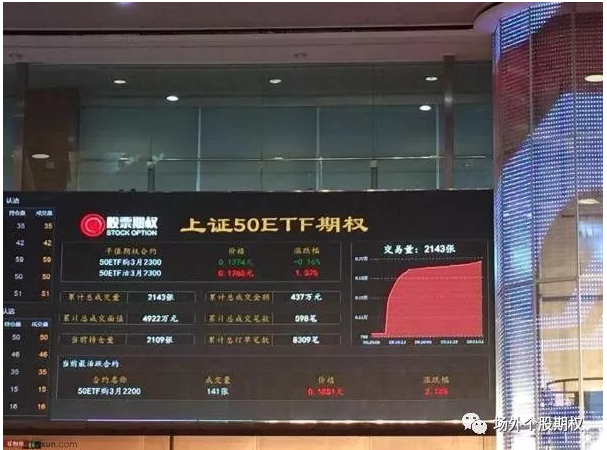 认沽
持仓量 成交量
35 35
42 42
59 59
50 50
51 51
认沽
持仓量 成交量
50 50
46 46
35 35
15 15
16 16
股票期权
STOCK OPTION
上证50ETF期权
平值期权合约 价格 涨跌幅
50ETF购3月2300 0.1274元 -0.16%
50ETF沽3月2300 0.1765元
累计总成交量 2143张 累计总成交金额 437万元
累计总成交面值 4922万元 累计总成交笔数 598笔
当前持仓量 2109张 累计总订单笔数 8309笔
交易量：2143张
当前最活跃合约
合约名称 成交量 价格 涨跌幅
50ETF购3月2200 141张
场外个股期权